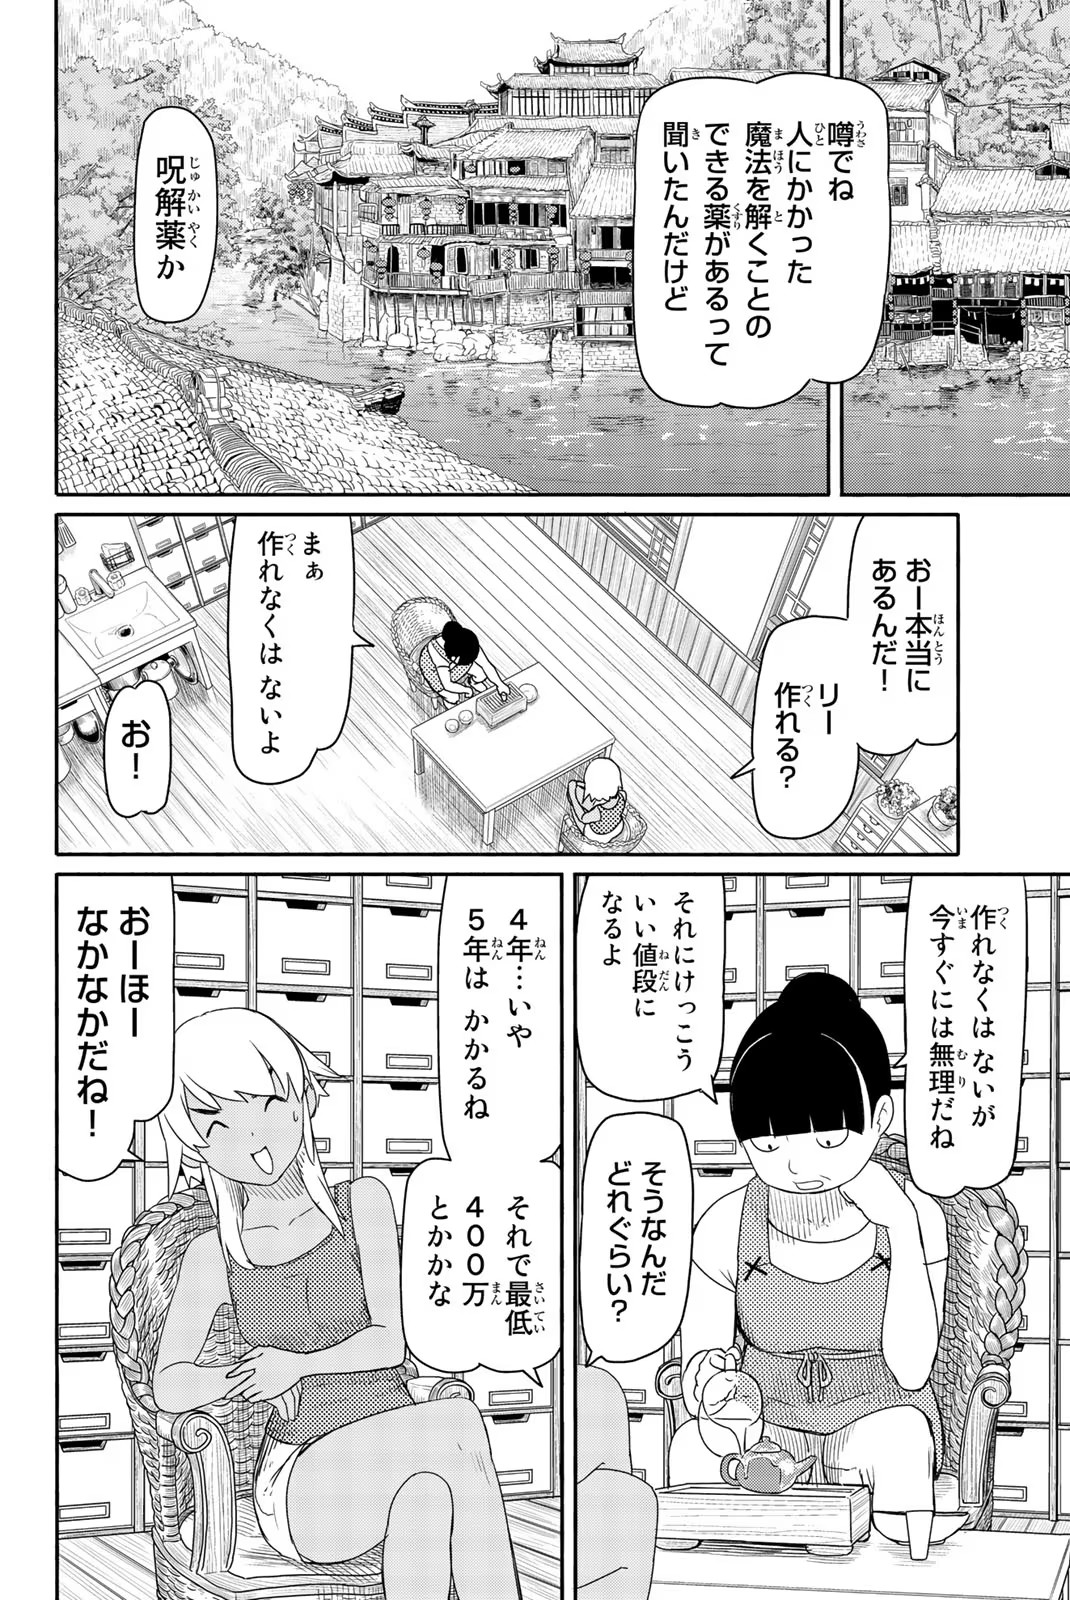 噂でね
人にかかった
魔法を解くことの
できる薬があるって
聞いたんだけど
呪解薬か
おー本当に
あるんだ！
リー
作れる？
まぁ
作れなくはないよ
お！
作れなくはないが
今すぐには無理だね
それにけっこう
いい値段に
なるよ
そうなんだ
どれぐらい？
４年…いや
５年は かかるね
それで最低
４００万
とかかな
おーほー
なかなかだね！